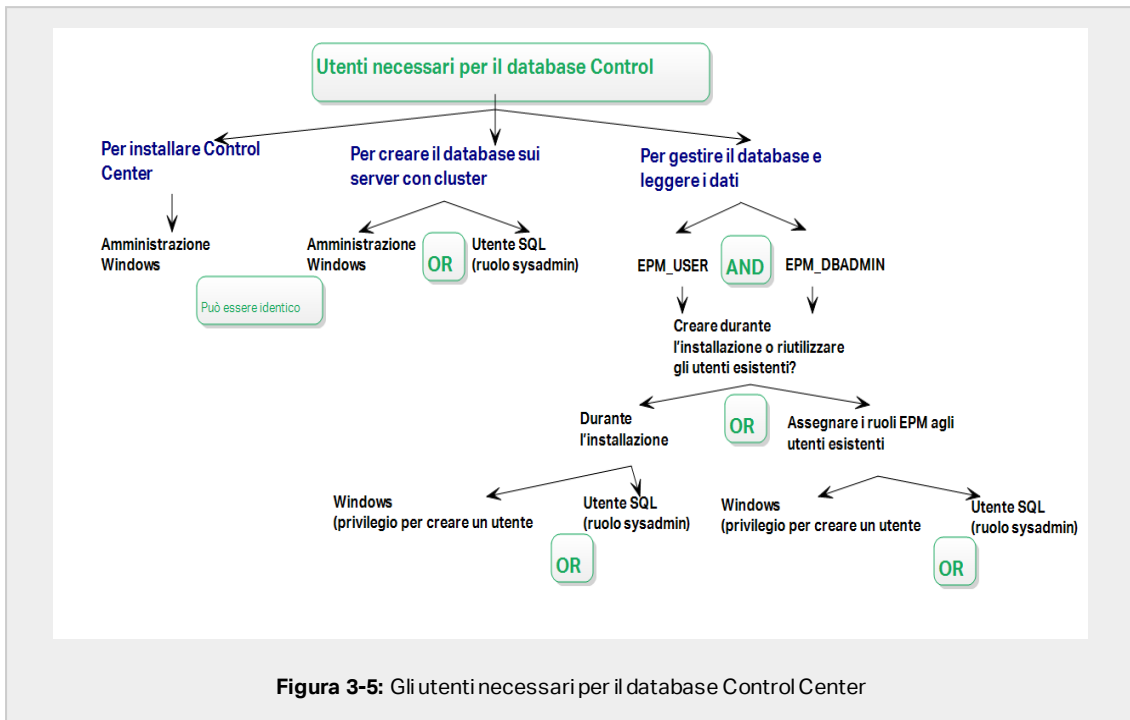 Utenti necessari per il database Control
Per installare Control
Center
Per creare il database sui
server con cluster
Per gestire il database e
leggere i dati
Amministrazione
Windows
Amministrazione
Windows
OR
Utente SQL
(ruolo sysadmin)
EPM_USER
AND
EPM_DBADMIN
Può essere identico
Creare durante
l'installazione o riutilizzare
gli utenti esistenti?
Durante
l'installazione
OR
Assegnare i ruoli EPM agli
utenti esistenti
Windows
(privilegio per creare un utente
Utente SQL
(ruolo sysadmin)
OR
Windows
(privilegio per creare un utente
Utente SQL
(ruolo sysadmin)
OR
Figura 3-5: Gli utenti necessari per il database Control Center